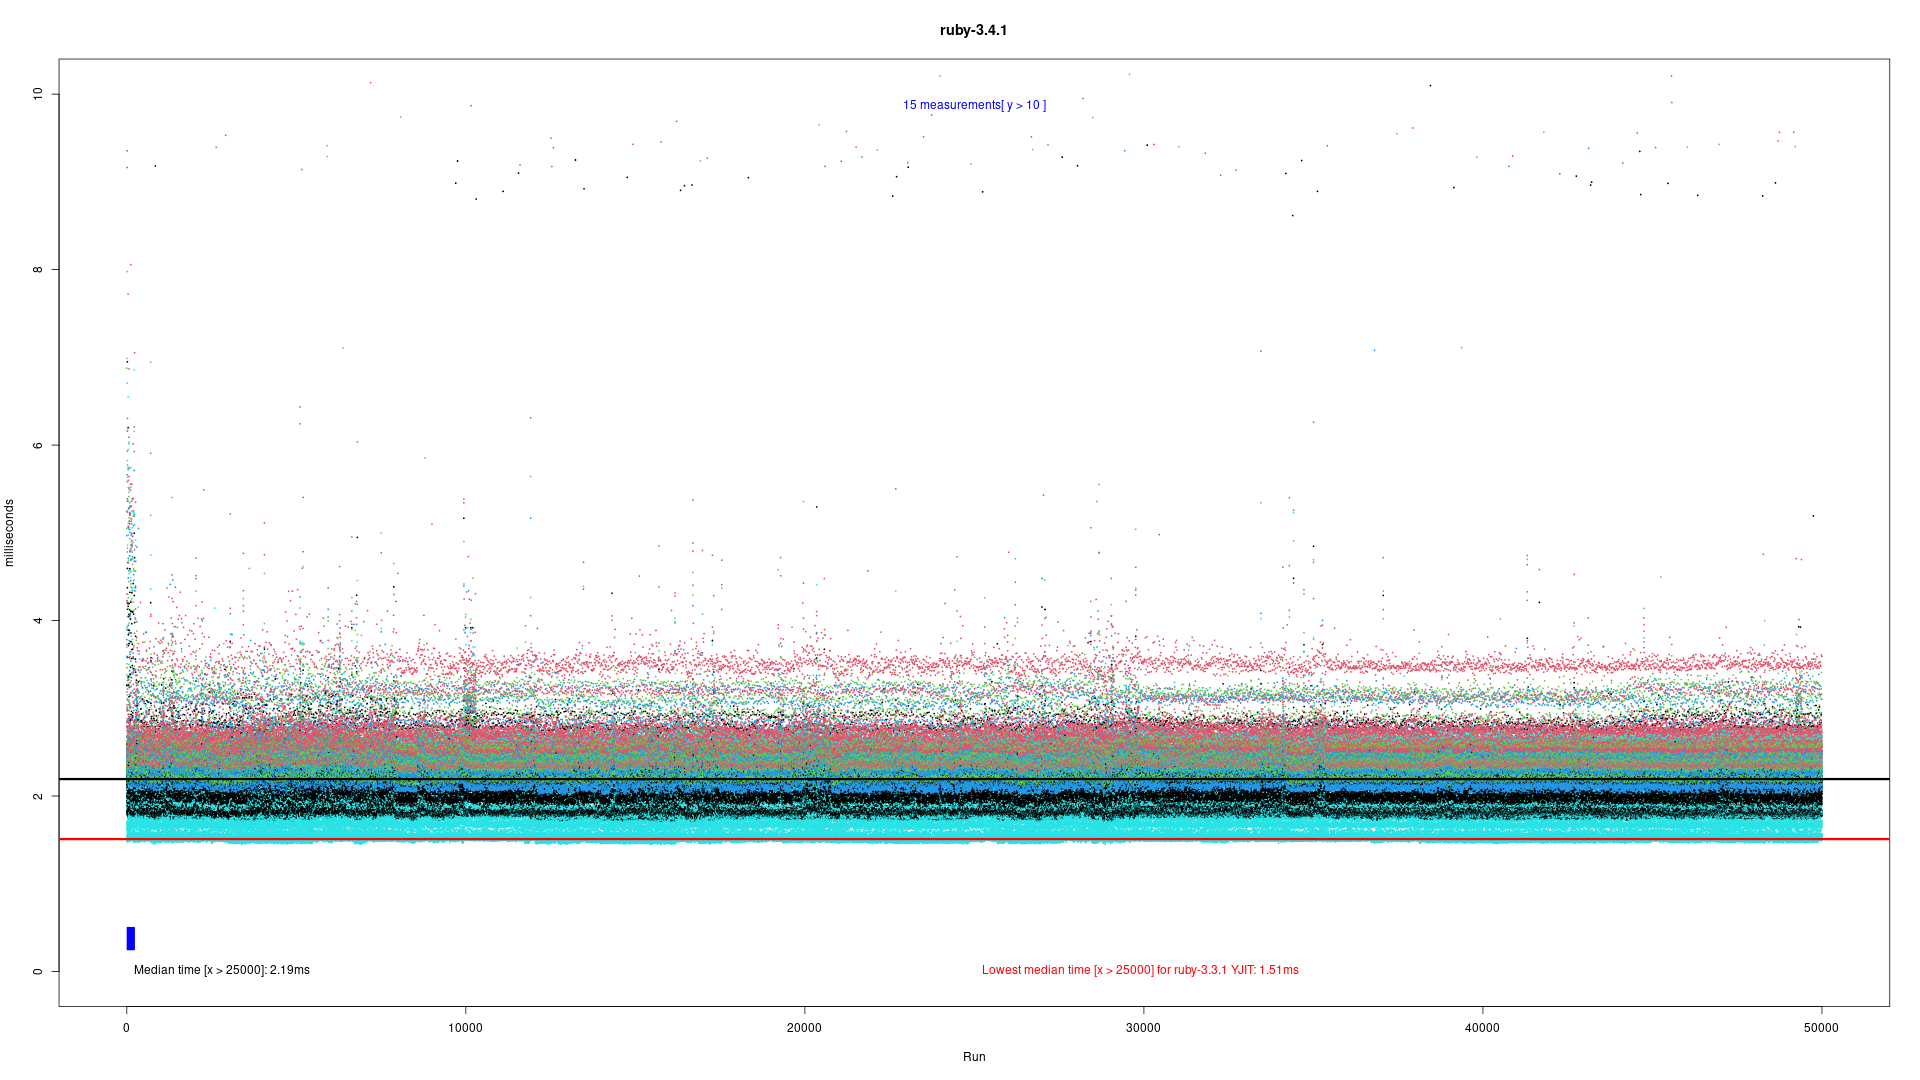 ruby-3.4.1
15 measurements[ y > 10 ]
milliseconds
10
8
6
4
2
0
Median time [x > 25000]: 2.19ms
Lowest median time [x > 25000] for ruby-3.3.1 YJIT: 1.51ms
0 10000 20000 30000 40000 50000
Run